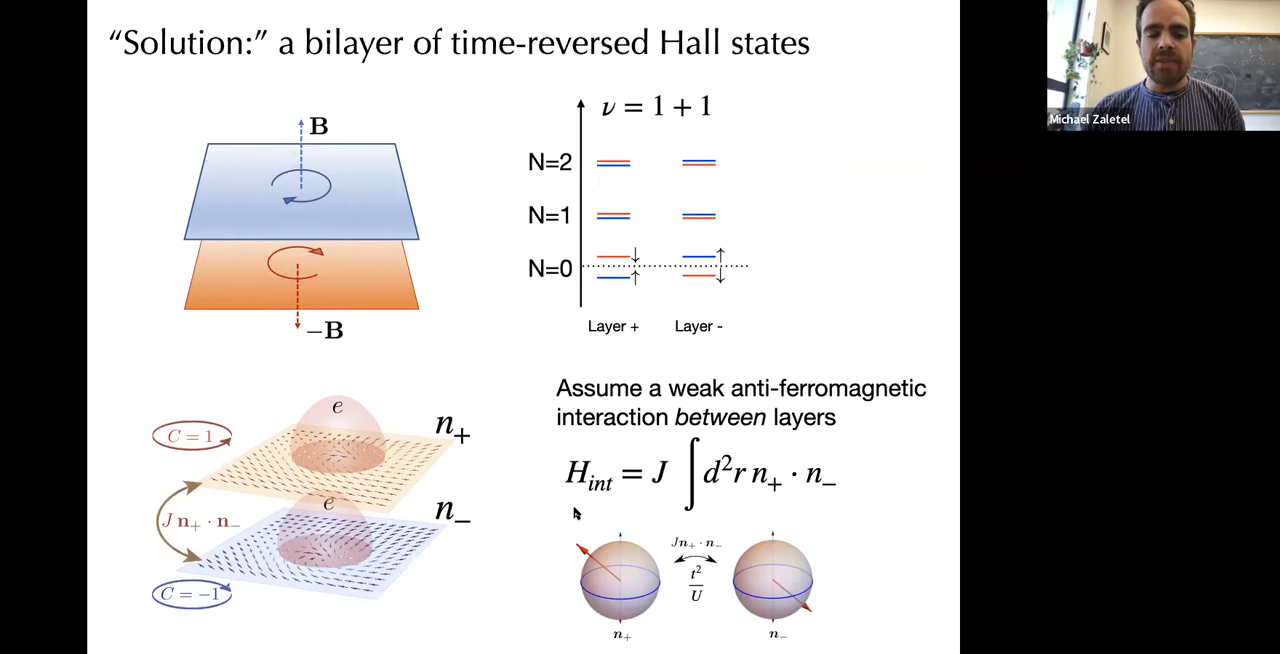 “Solution:” a bilayer of time-reversed Hall states
Michael Zaletel
B
−B
ν = 1 + 1
N=2
N=1
N=0
↓
↑
↑
↓
Layer +
Layer -
C = 1
e
n₊
J n₊ · n₋
e
n₋
C = −1
Assume a weak anti-ferromagnetic
interaction between layers
H_int = J ∫ d²r n₊ · n₋
Jn₊ · n₋
t²
U
n₊
n₋